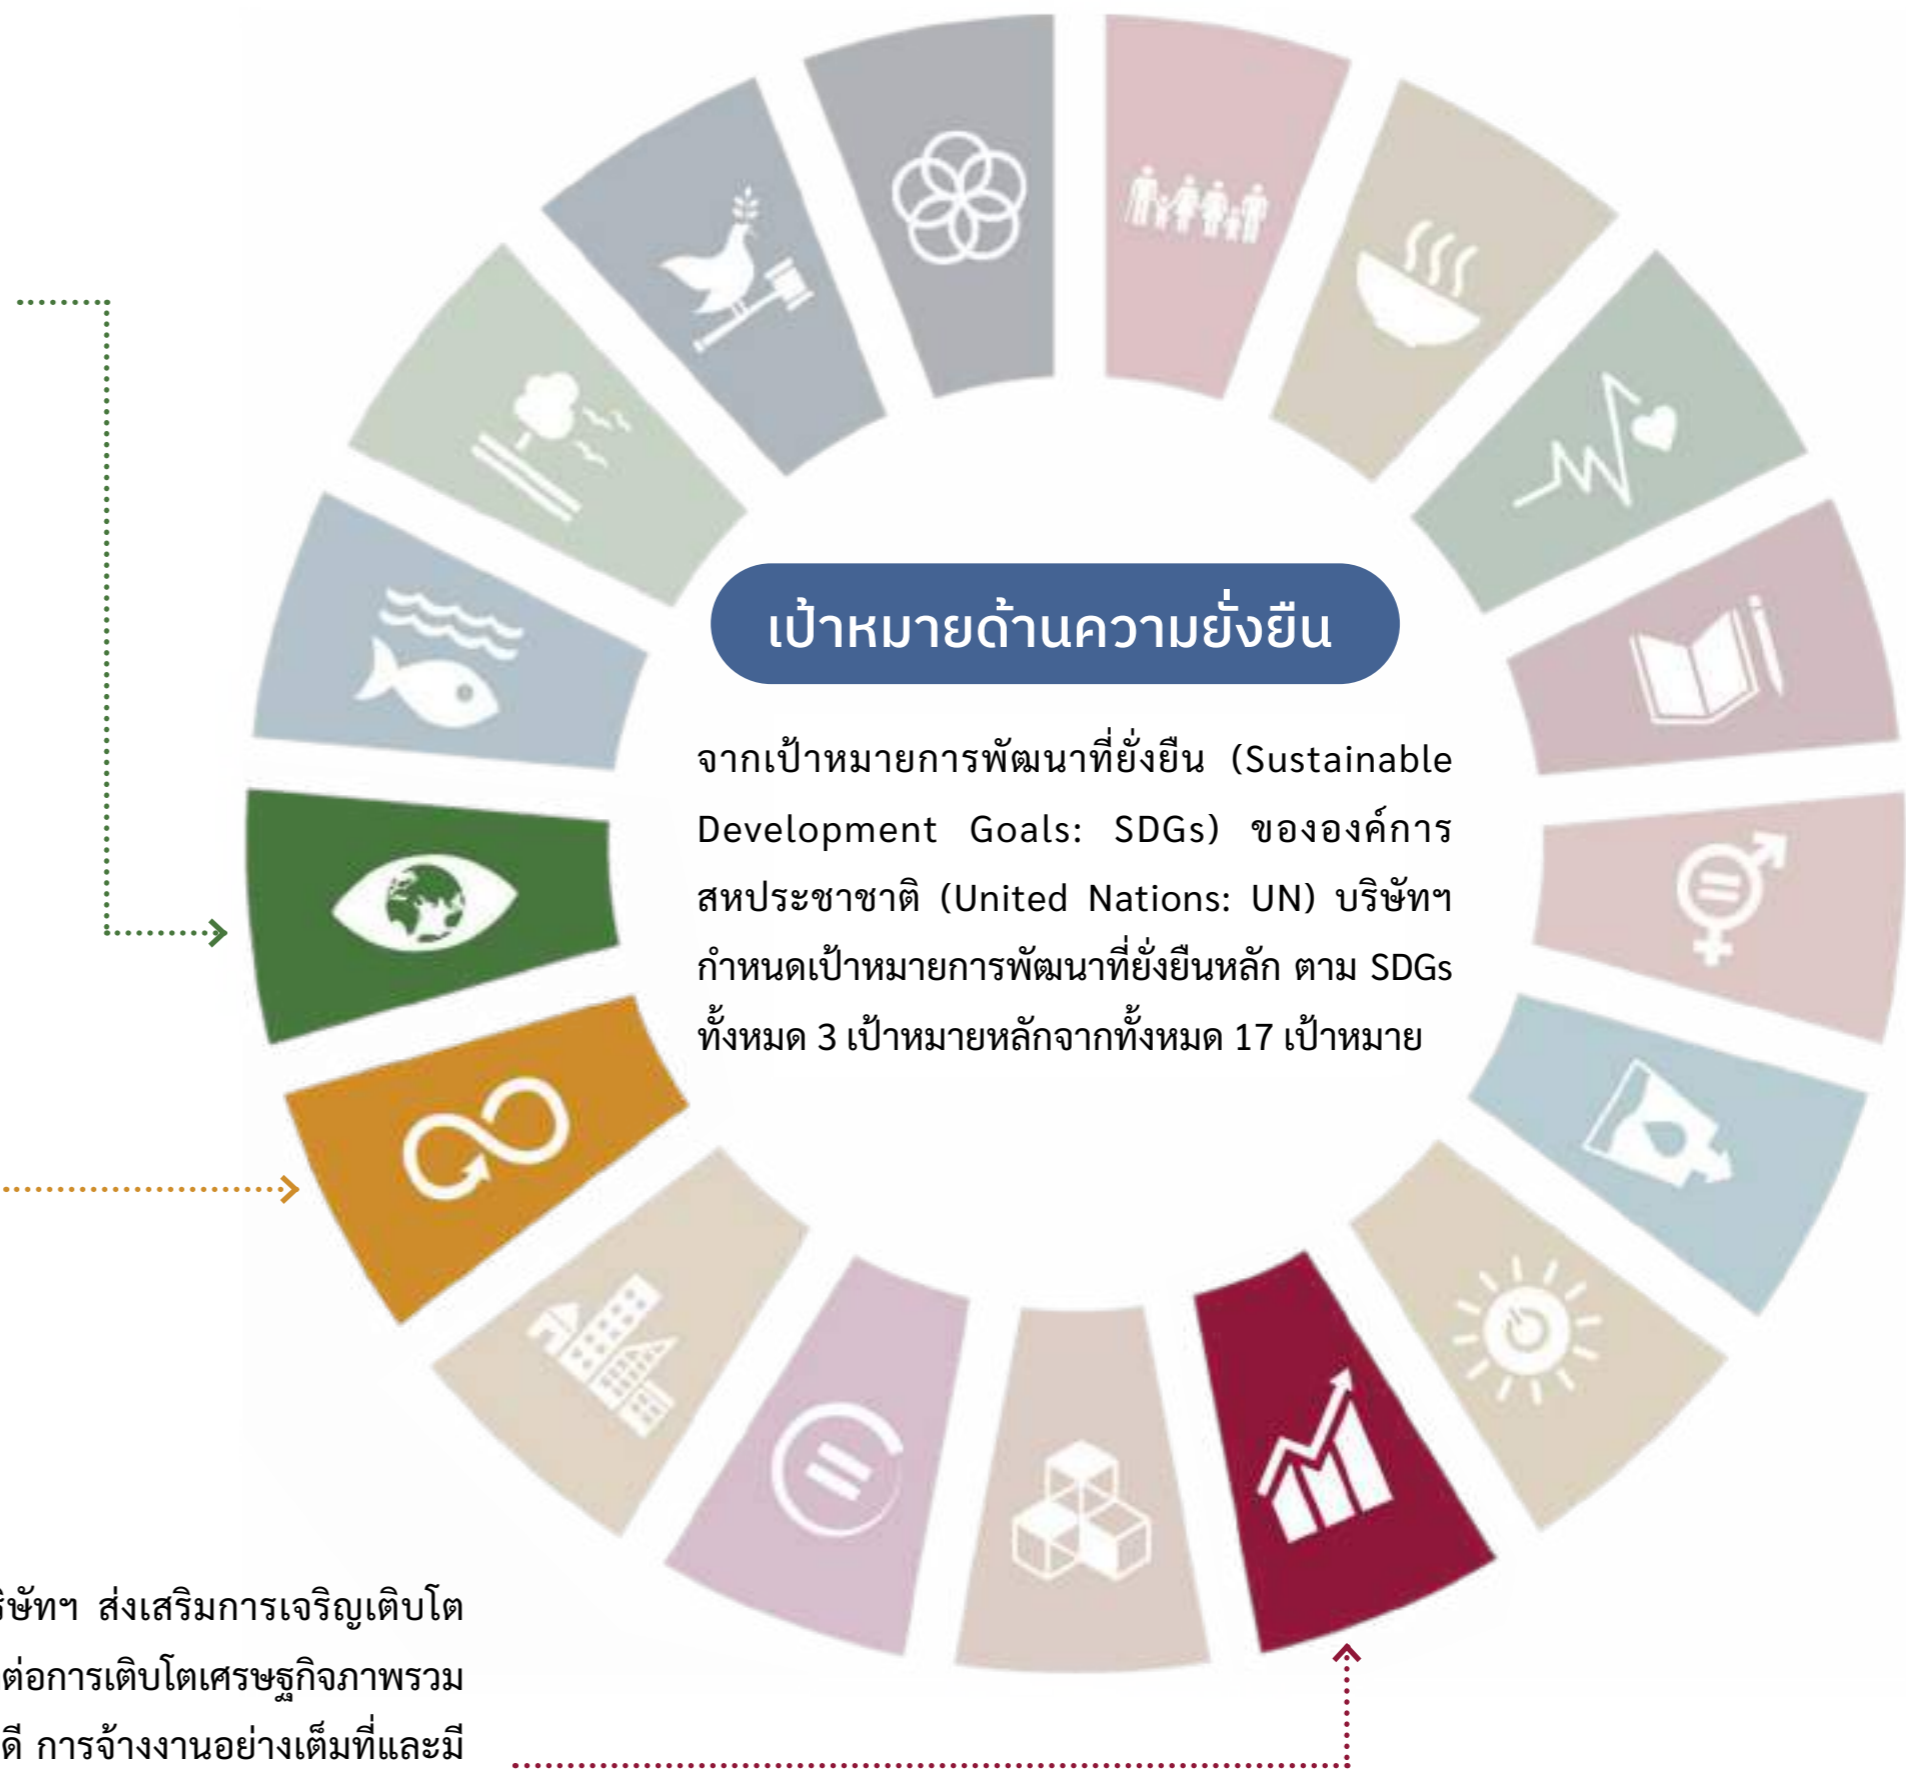 เป้าหมายด้านความยั่งยืน
จากเป้าหมายการพัฒนาที่ยั่งยืน (Sustainable
Development Goals: SDGs) ขององค์การ
สหประชาชาติ (United Nations: UN) บริษัทฯ
กำหนดเป้าหมายการพัฒนาที่ยั่งยืนหลัก ตาม SDGs
ทั้งหมด 3 เป้าหมายหลักจากทั้งหมด 17 เป้าหมาย
ริษัทฯ ส่งเสริมการเจริญเติบโต
ต่อการเติบโตเศรษฐกิจภาพรวม
ดี การจ้างงานอย่างเต็มที่และมี